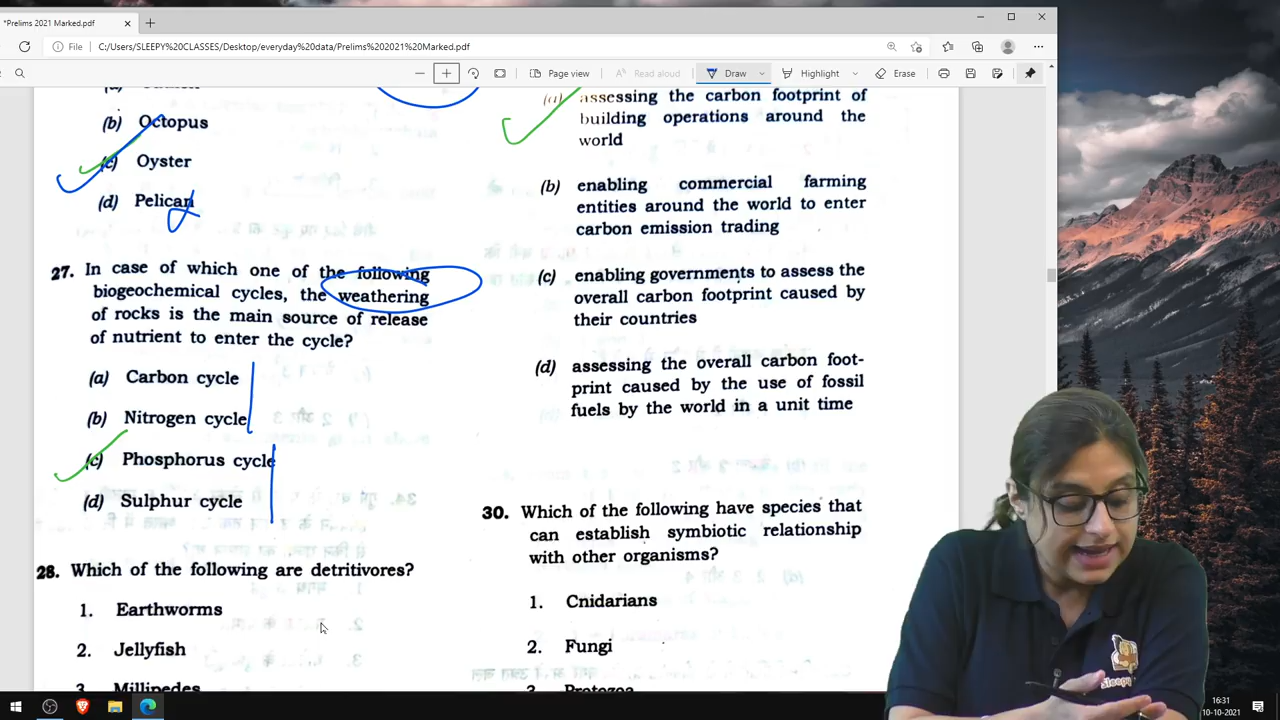 *Prelims 2021 Marked.pdf
File
C:/Users/SLEEPY%20CLASSES/Desktop/everyday%20data/Prelims%202021%20Marked.pdf
Page view
Read aloud
Draw
Highlight
Erase
(b) Octopus
(c) Oyster
(d) Pelican
27. In case of which one of the following
biogeochemical cycles, the weathering
of rocks is the main source of release
of nutrient to enter the cycle?
(a) Carbon cycle
(b) Nitrogen cycle
(c) Phosphorus cycle
(d) Sulphur cycle
28. Which of the following are detritivores?
1. Earthworms
2. Jellyfish
3. Millipedes
(a) assessing the carbon footprint of
building operations around the
world
(b) enabling commercial farming
entities around the world to enter
carbon emission trading
(c) enabling governments to assess the
overall carbon footprint caused by
their countries
(d) assessing the overall carbon foot-
print caused by the use of fossil
fuels by the world in a unit time
30. Which of the following have species that
can establish symbiotic relationship
with other organisms?
1. Cnidarians
2. Fungi
3. Protozoa
Sleepy
16:31
10-10-2021